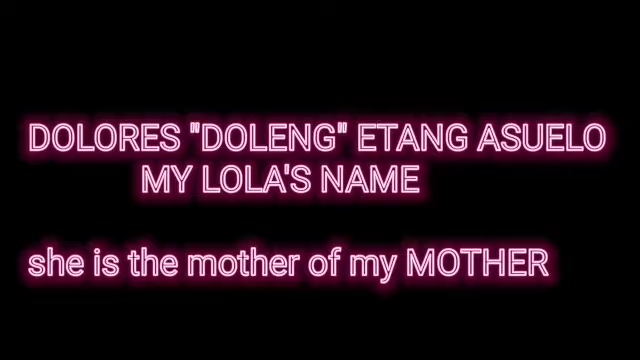 DOLORES "DOLENG" ETANG ASUELO
MY LOLA'S NAME
she is the mother of my MOTHER